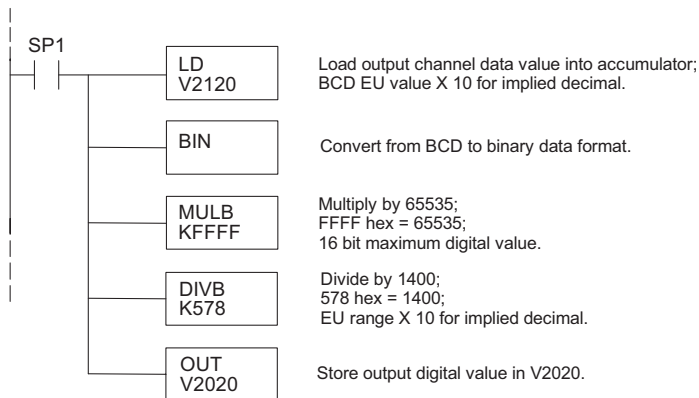 SP1
LD
V2120
Load output channel data value into accumulator;
BCD EU value X 10 for implied decimal.
BIN
Convert from BCD to binary data format.
MULB
KFFFF
Multiply by 65535;
FFFF hex = 65535;
16 bit maximum digital value.
DIVB
K578
Divide by 1400;
578 hex = 1400;
EU range X 10 for implied decimal.
OUT
V2020
Store output digital value in V2020.